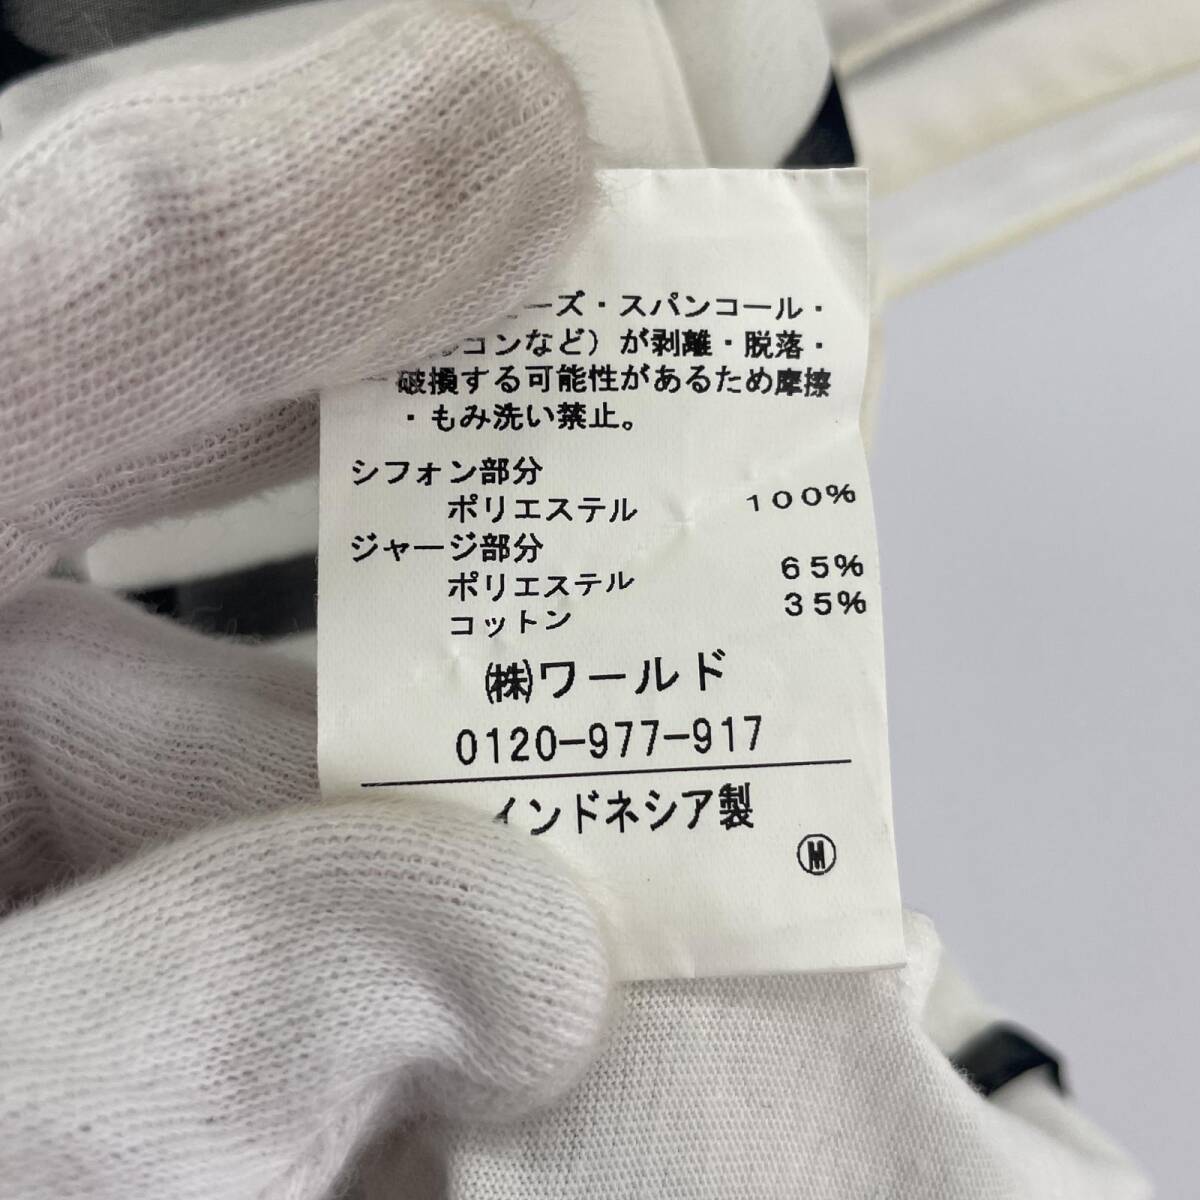 ーズ・スパンコール・
コンなど）が剥離・脱落・
破損する可能性があるため摩擦
・もみ洗い禁止。
シフォン部分
ポリエステル 100%
ジャージ部分
ポリエステル 65%
コットン 35%
㈱ワールド
0120-977-917
インドネシア製
Ⓜ